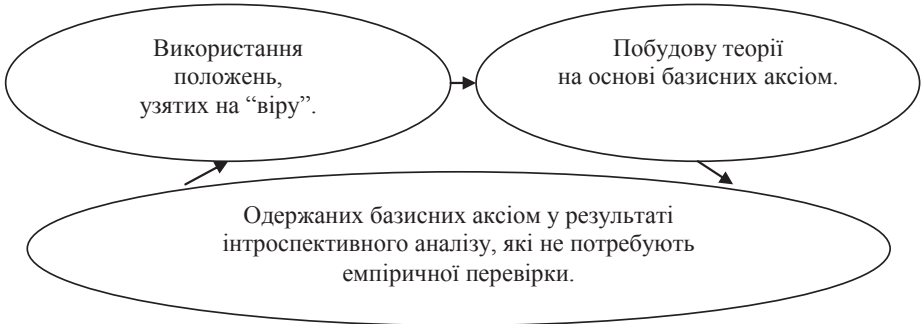 Використання
положень,
узятих на “віру”.
Побудову теорії
на основі базисних аксіом.
Одержаних базисних аксіом у результаті
інтроспективного аналізу, які не потребують
емпіричної перевірки.